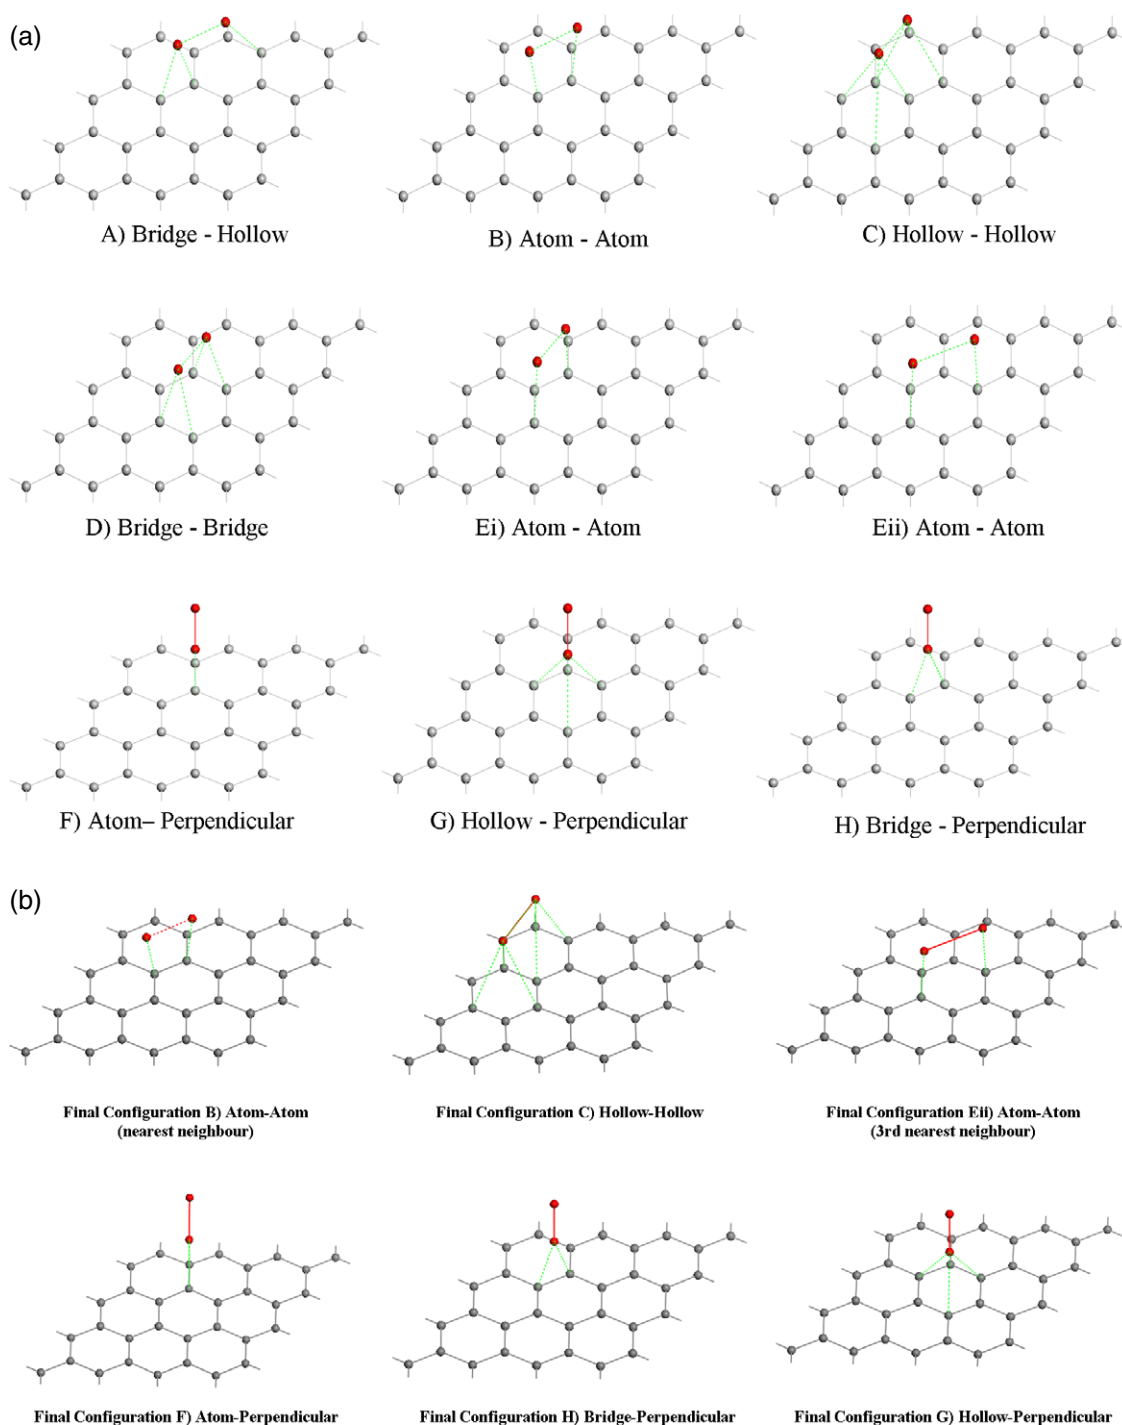 (a)
A) Bridge - Hollow
B) Atom - Atom
C) Hollow - Hollow
D) Bridge - Bridge
Ei) Atom - Atom
Eii) Atom - Atom
F) Atom– Perpendicular
G) Hollow - Perpendicular
H) Bridge - Perpendicular
(b)
Final Configuration B) Atom-Atom
(nearest neighbour)
Final Configuration C) Hollow-Hollow
Final Configuration Eii) Atom-Atom
(3rd nearest neighbour)
Final Configuration F) Atom-Perpendicular
Final Configuration H) Bridge-Perpendicular
Final Configuration G) Hollow-Perpendicular